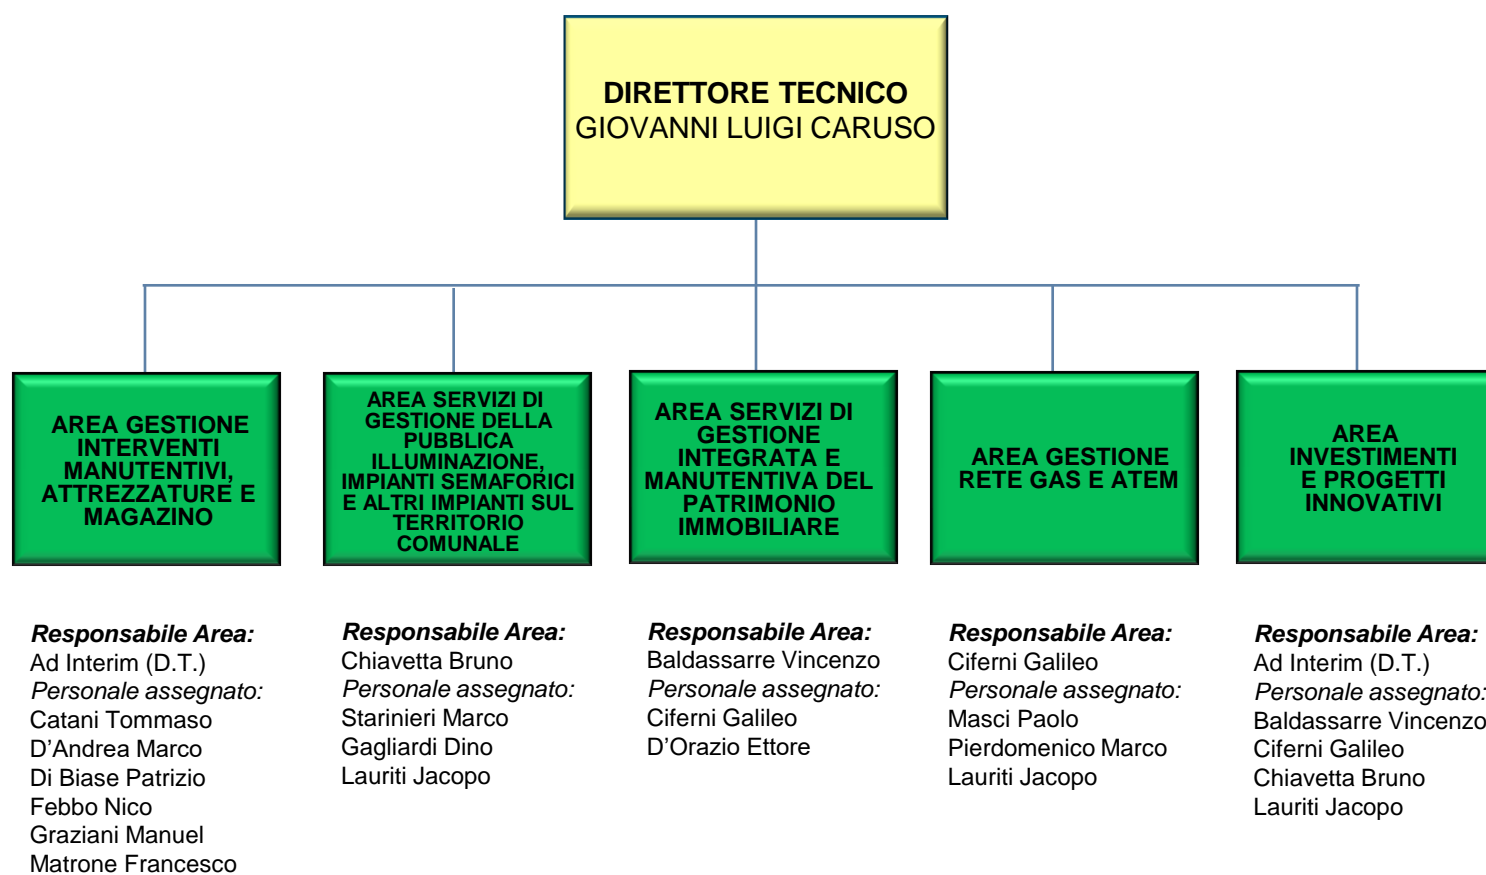 DIRETTORE TECNICO
GIOVANNI LUIGI CARUSO
AREA GESTIONE
INTERVENTI
MANUTENTIVI,
ATTREZZATURE E
MAGAZINO
AREA SERVIZI DI
GESTIONE DELLA
PUBBLICA
ILLUMINAZIONE,
IMPIANTI SEMAFORICI
E ALTRI IMPIANTI SUL
TERRITORIO
COMUNALE
AREA SERVIZI DI
GESTIONE
INTEGRATA E
MANUTENTIVA DEL
PATRIMONIO
IMMOBILIARE
AREA GESTIONE
RETE GAS E ATEM
AREA
INVESTIMENTI
E PROGETTI
INNOVATIVI
Responsabile Area:
Ad Interim (D.T.)
Personale assegnato:
Catani Tommaso
D'Andrea Marco
Di Biase Patrizio
Febbo Nico
Graziani Manuel
Matrone Francesco
Responsabile Area:
Chiavetta Bruno
Personale assegnato:
Starinieri Marco
Gagliardi Dino
Lauriti Jacopo
Responsabile Area:
Baldassarre Vincenzo
Personale assegnato:
Ciferni Galileo
D'Orazio Ettore
Responsabile Area:
Ciferni Galileo
Personale assegnato:
Masci Paolo
Pierdomenico Marco
Lauriti Jacopo
Responsabile Area:
Ad Interim (D.T.)
Personale assegnato:
Baldassarre Vincenzo
Ciferni Galileo
Chiavetta Bruno
Lauriti Jacopo